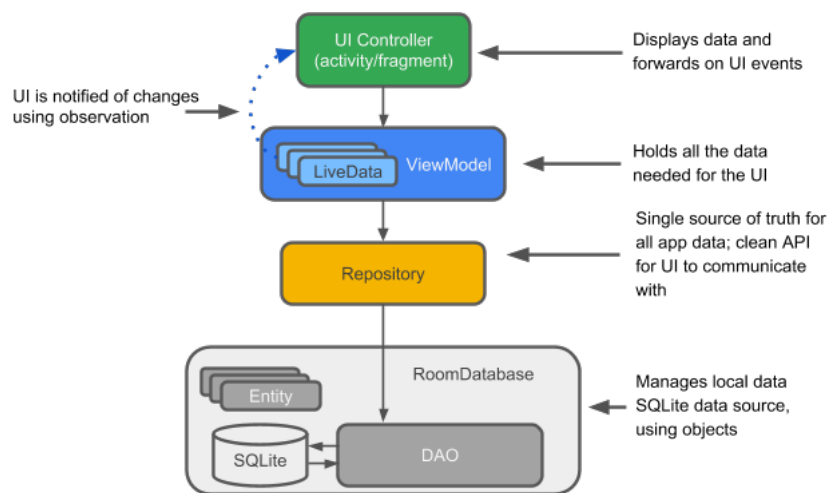 UI Controller
(activity/fragment)
Displays data and
forwards on UI events
UI is notified of changes
using observation
LiveData
ViewModel
Holds all the data
needed for the UI
Single source of truth for
all app data; clean API
for UI to communicate
with
Repository
RoomDatabase
Entity
Manages local data
SQLite data source,
using objects
SQLite
DAO